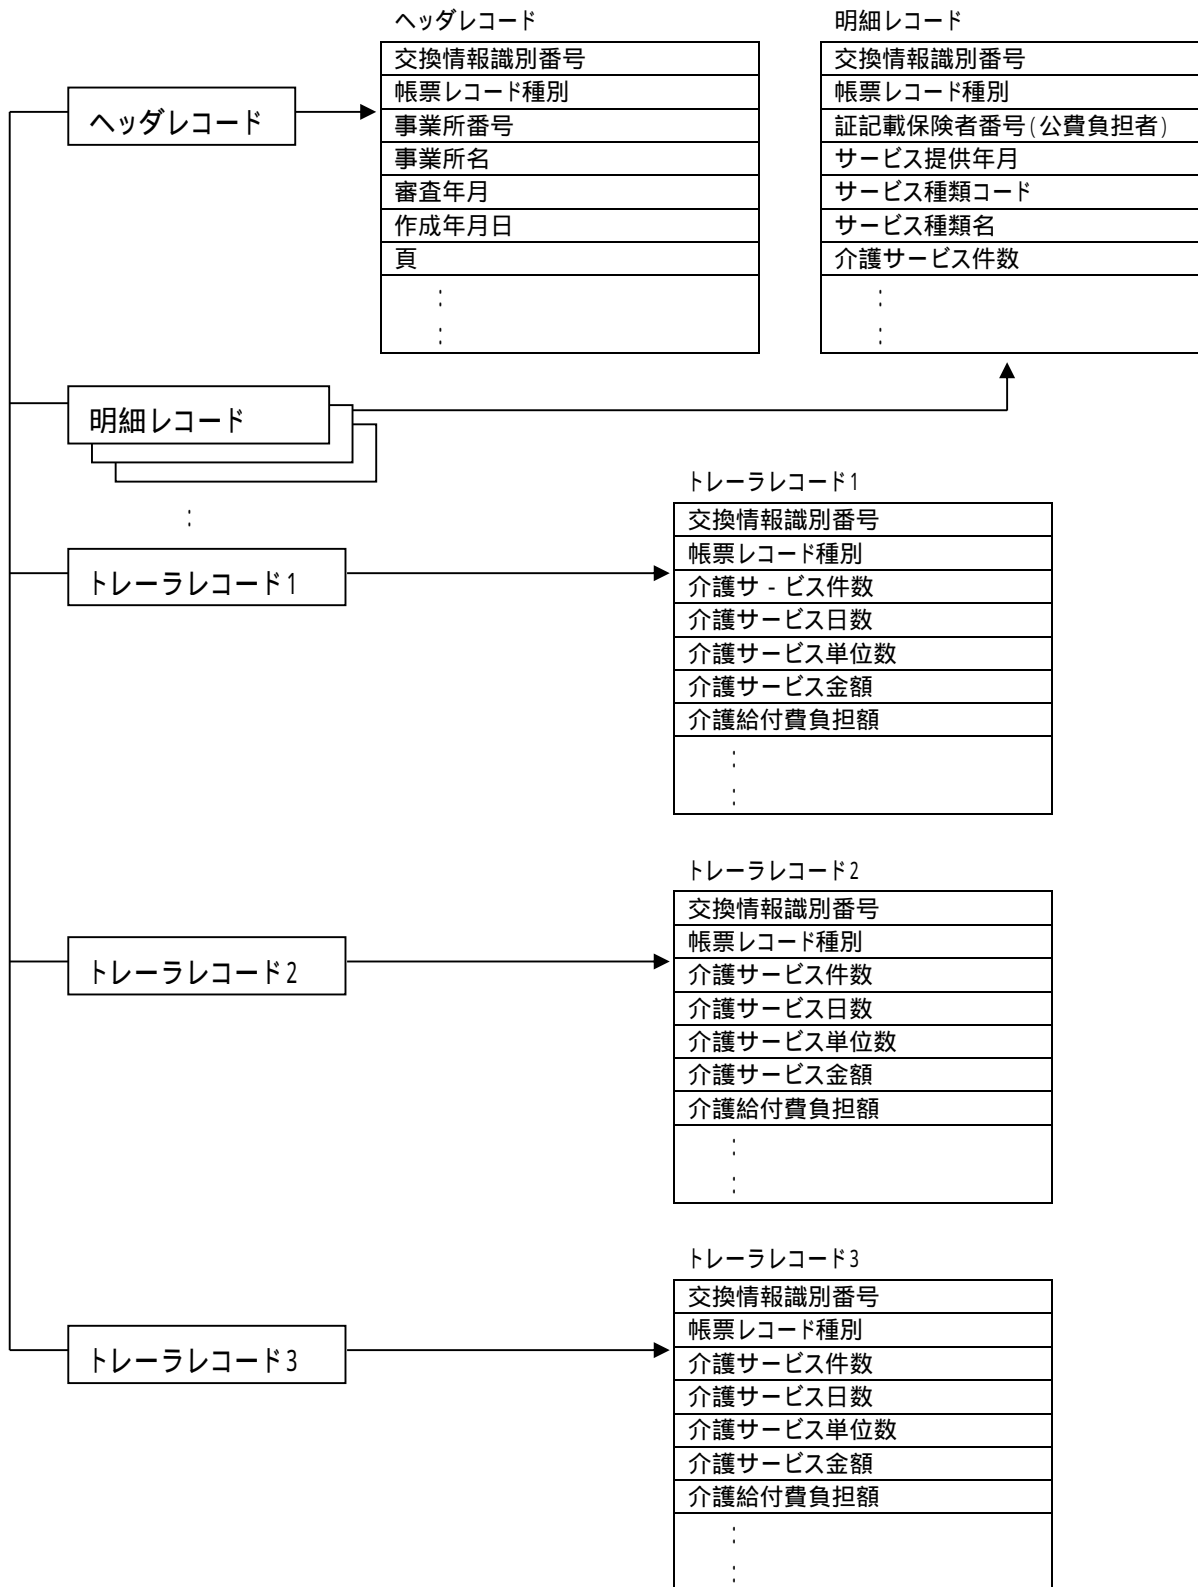 ヘッダレコード
交換情報識別番号
帳票レコード種別
事業所番号
事業所名
審査年月
作成年月日
頁
:
:
明細レコード
交換情報識別番号
帳票レコード種別
証記載保険者番号(公費負担者)
サービス提供年月
サービス種類コード
サービス種類名
介護サービス件数
:
:
ヘッダレコード
明細レコード
:
トレーラレコード1
トレーラレコード1
交換情報識別番号
帳票レコード種別
介護サ-ビス件数
介護サービス日数
介護サービス単位数
介護サービス金額
介護給付費負担額
:
:
トレーラレコード2
トレーラレコード2
交換情報識別番号
帳票レコード種別
介護サービス件数
介護サービス日数
介護サービス単位数
介護サービス金額
介護給付費負担額
:
:
トレーラレコード3
トレーラレコード3
交換情報識別番号
帳票レコード種別
介護サービス件数
介護サービス日数
介護サービス単位数
介護サービス金額
介護給付費負担額
:
: